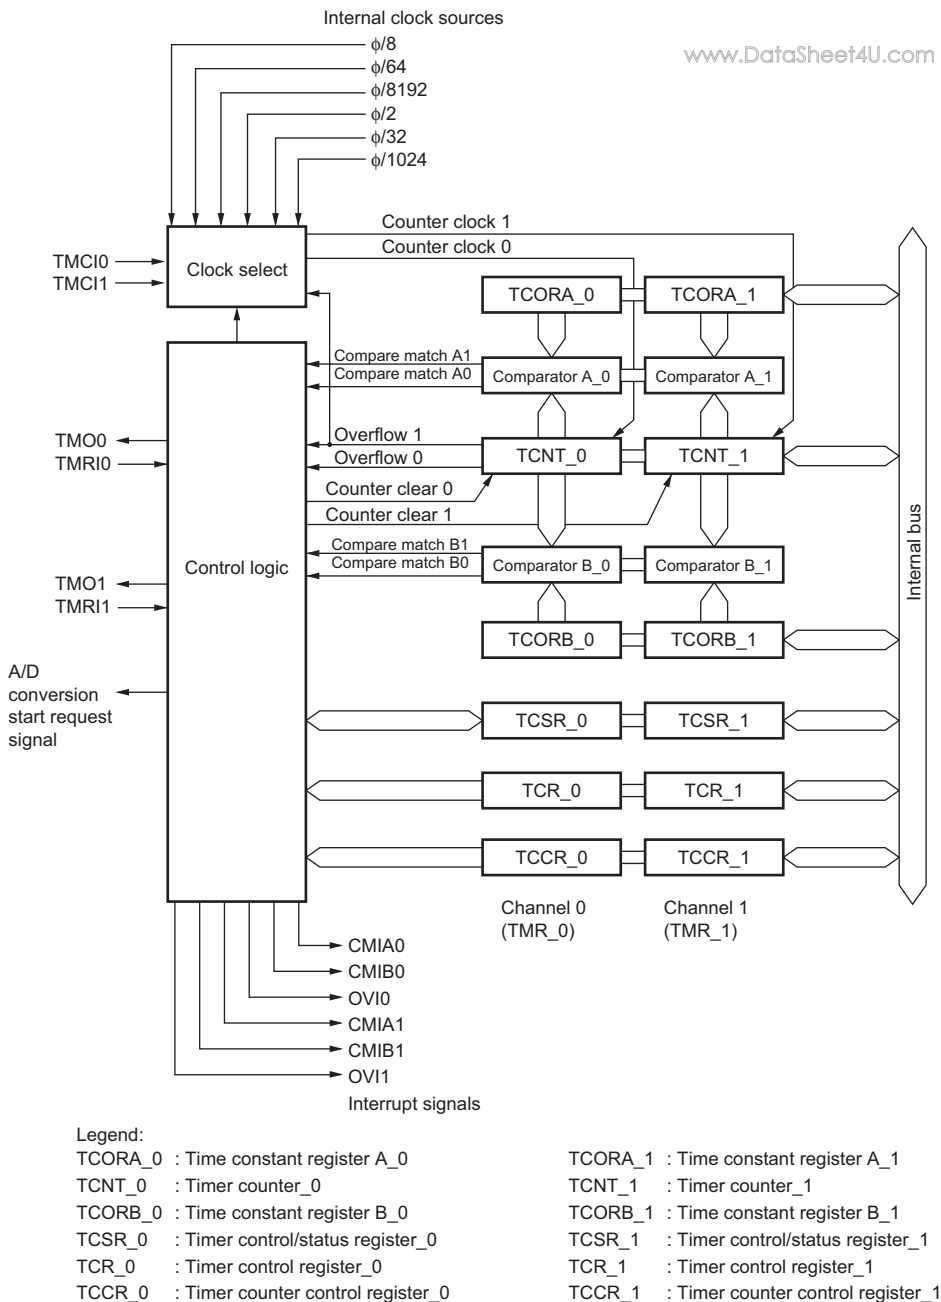 Internal clock sources
www.DataSheet4U.com
ϕ/8
ϕ/64
ϕ/8192
ϕ/2
ϕ/32
ϕ/1024
Counter clock 1
Counter clock 0
TMCI0
TMCI1
Clock select
TCORA_0
TCORA_1
Compare match A1
Compare match A0
Comparator A_0
Comparator A_1
TMO0
TMRI0
Overflow 1
Overflow 0
TCNT_0
TCNT_1
Counter clear 0
Counter clear 1
Internal bus
Control logic
Compare match B1
Compare match B0
Comparator B_0
Comparator B_1
TMO1
TMRI1
TCORB_0
TCORB_1
A/D
conversion
start request
signal
TCSR_0
TCSR_1
TCR_0
TCR_1
TCCR_0
TCCR_1
Channel 0
(TMR_0)
Channel 1
(TMR_1)
CMIA0
CMIB0
OVI0
CMIA1
CMIB1
OVI1
Interrupt signals
Legend:
TCORA_0 : Time constant register A_0
TCORA_1 : Time constant register A_1
TCNT_0 : Timer counter_0
TCNT_1 : Timer counter_1
TCORB_0 : Time constant register B_0
TCORB_1 : Time constant register B_1
TCSR_0 : Timer control/status register_0
TCSR_1 : Timer control/status register_1
TCR_0 : Timer control register_0
TCR_1 : Timer control register_1
TCCR_0 : Timer counter control register_0
TCCR_1 : Timer counter control register_1